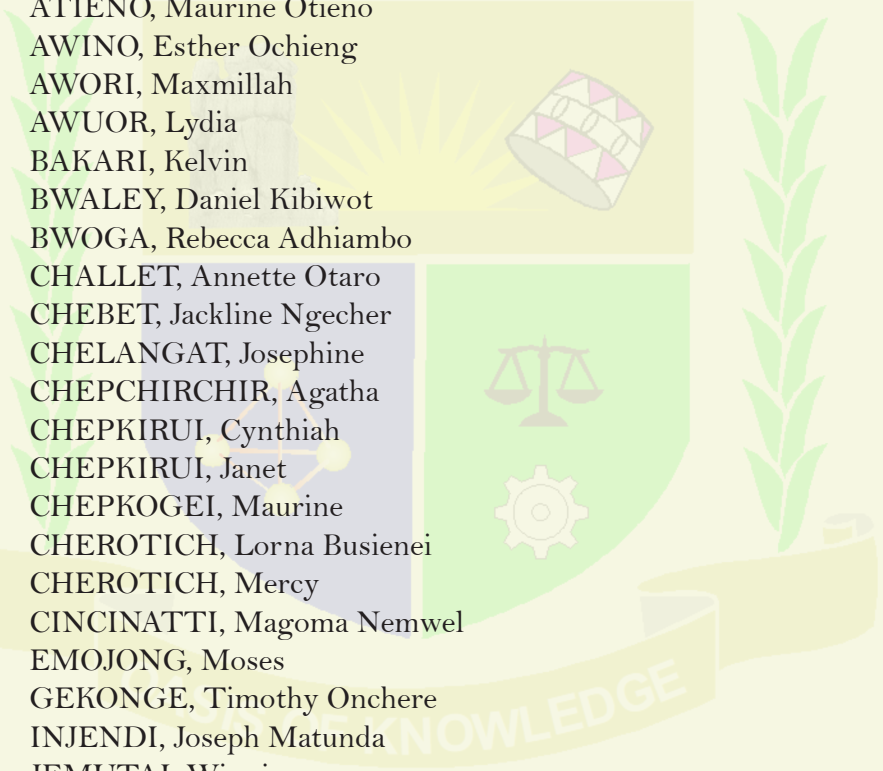 ATIENO, Maurine Otieno
AWINO, Esther Ochieng
AWORI, Maxmillah
AWUOR, Lydia
BAKARI, Kelvin
BWALEY, Daniel Kibiwot
BWOGA, Rebecca Adhiambo
CHALLET, Annette Otaro
CHEBET, Jackline Ngecher
CHELANGAT, Josephine
CHEPCHIRCHIR, Agatha
CHEPKIRUI, Cynthiah
CHEPKIRUI, Janet
CHEPKOGEI, Maurine
CHEROTICH, Lorna Busienei
CHEROTICH, Mercy
CINCINATTI, Magoma Nemwel
EMOJONG, Moses
GEKONGE, Timothy Onchere
INJENDI, Joseph Matunda
OASIS OF KNOWLEDGE